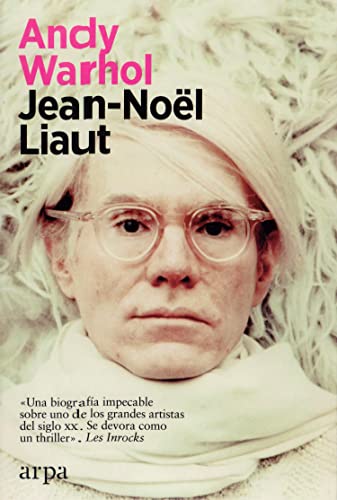 Andy
Warhol
Jean-Noël
Liaut
«Una biografía impecable
sobre uno de los grandes artistas
del siglo xx. Se devora como
un thriller». Les Inrocks
arpa